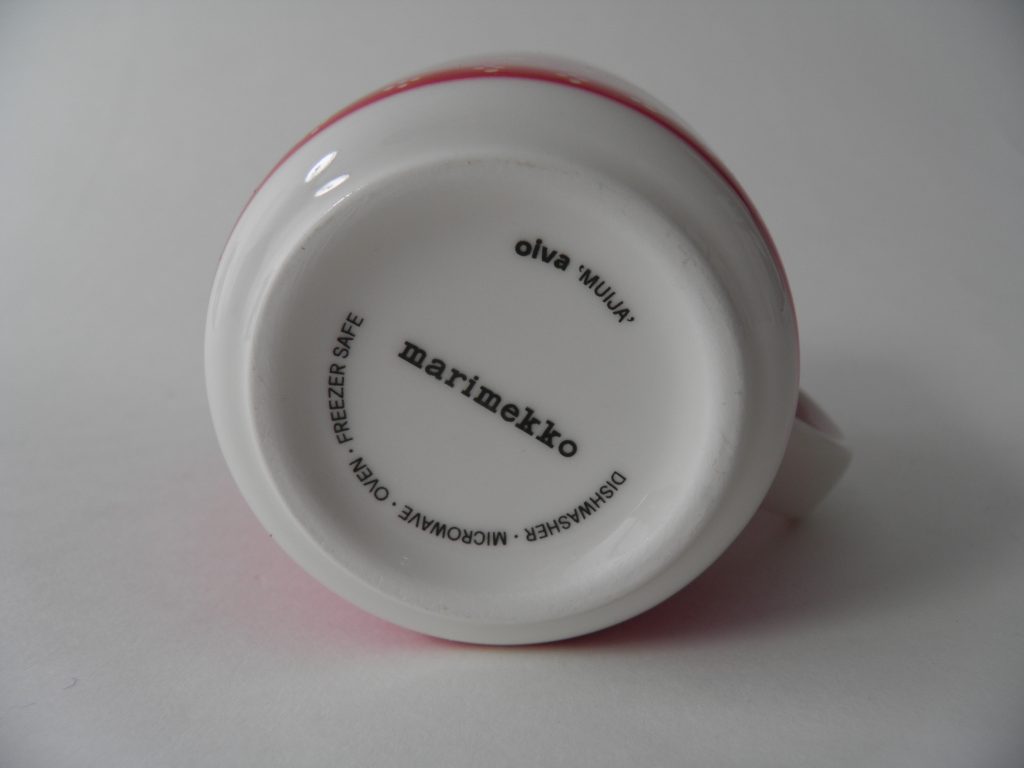 oiva 'MUIJA'
marimekko
DISHWASHER · MICROWAVE · OVEN · FREEZER SAFE